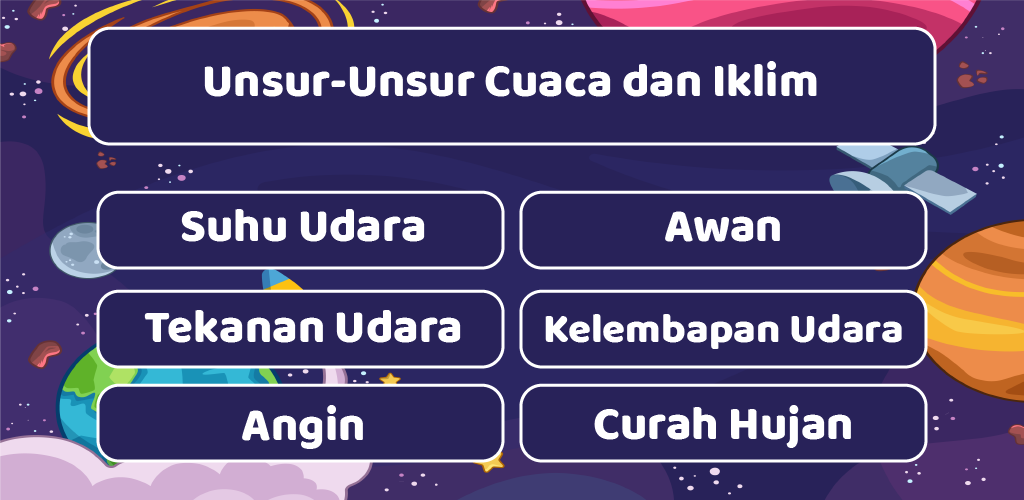 Unsur-Unsur Cuaca dan Iklim
Suhu Udara
Awan
Tekanan Udara
Kelembapan Udara
Angin
Curah Hujan